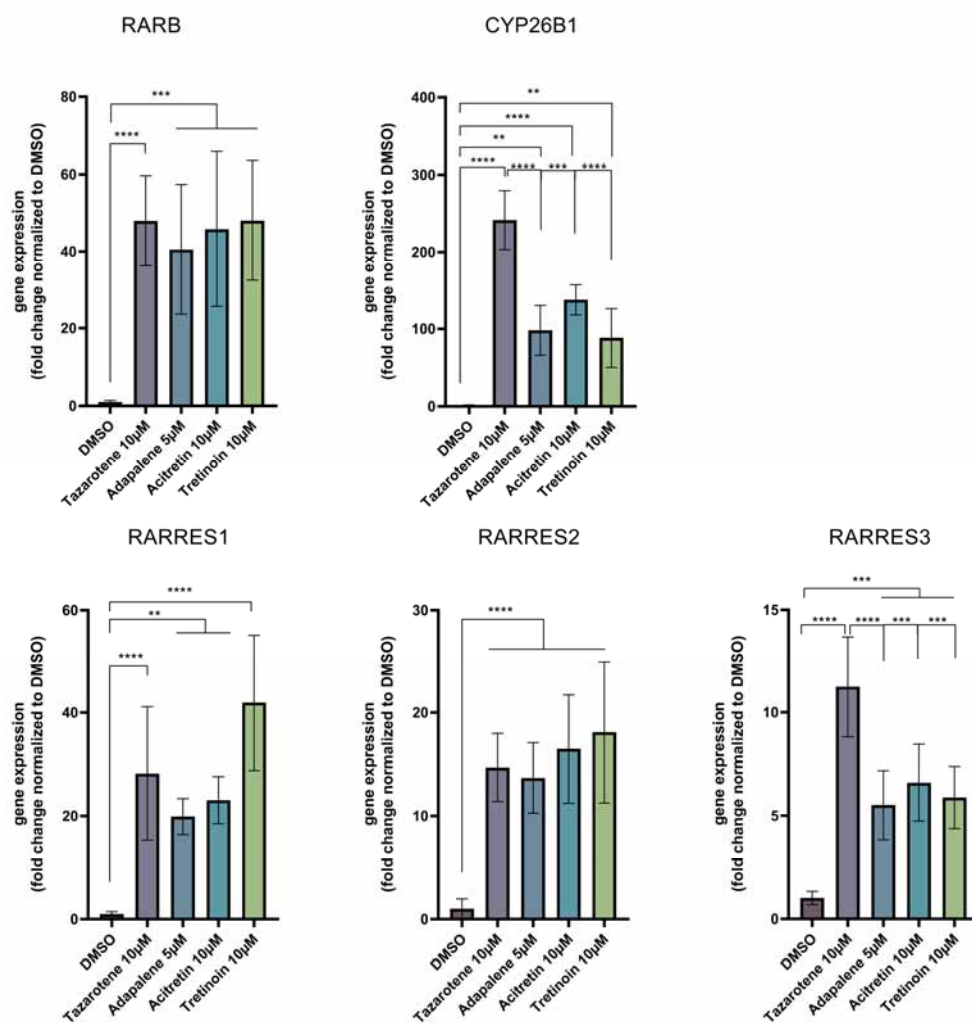 RARB
gene expression
(fold change normalized to DMSO)
80
60
40
20
0
***
****
DMSO
Tazarotene 10µM
Adapalene 5µM
Acitretin 10µM
Tretinoin 10µM
CYP26B1
gene expression
(fold change normalized to DMSO)
400
300
200
100
0
**
****
**
**** **** *** ****
DMSO
Tazarotene 10µM
Adapalene 5µM
Acitretin 10µM
Tretinoin 10µM
RARRES1
gene expression
(fold change normalized to DMSO)
60
40
20
0
****
**
****
DMSO
Tazarotene 10µM
Adapalene 5µM
Acitretin 10µM
Tretinoin 10µM
RARRES2
gene expression
(fold change normalized to DMSO)
30
20
10
0
****
DMSO
Tazarotene 10µM
Adapalene 5µM
Acitretin 10µM
Tretinoin 10µM
RARRES3
gene expression
(fold change normalized to DMSO)
15
10
5
0
***
**** **** *** ***
DMSO
Tazarotene 10µM
Adapalene 5µM
Acitretin 10µM
Tretinoin 10µM